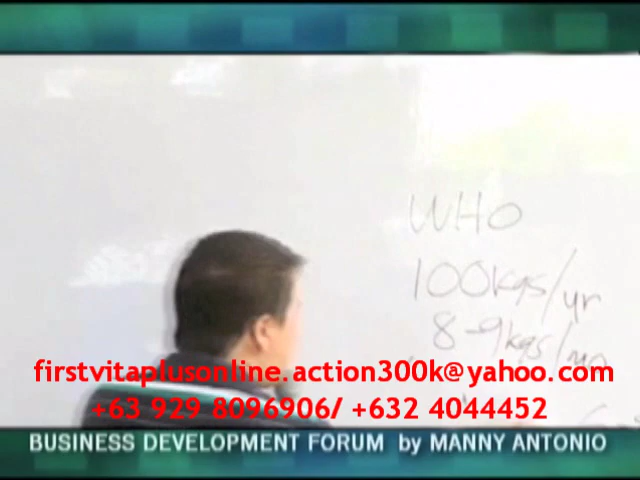 WHO
100kgs/yr
8-9kgs/mo
firstvitaplusonline.action300k@yahoo.com
+63 929 8096906/ +632 4044452
BUSINESS DEVELOPMENT FORUM by MANNY ANTONIO